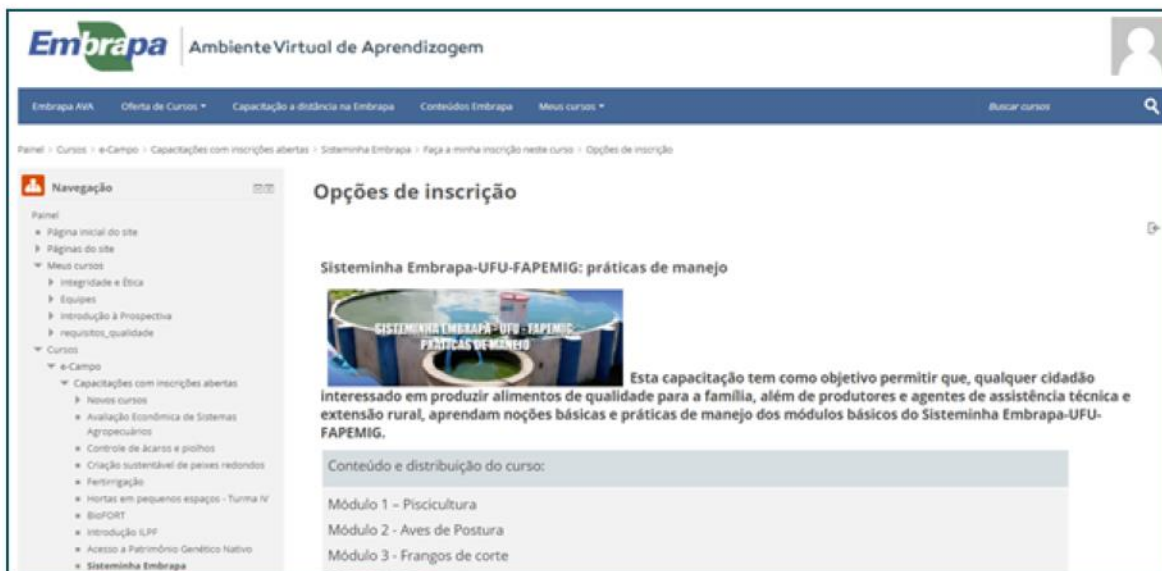 Embrapa
Ambiente Virtual de Aprendizagem
Embrapa AVA Oferta de Cursos Capacitação a distância na Embrapa Conteúdos Embrapa Meus cursos Buscar cursos
Painel > Cursos > e-Campo > Capacitações com inscrições abertas > Sisteminha Embrapa > Faça a minha inscrição neste curso > Opções de inscrição
Navegação
Painel
Página inicial do site
Páginas do site
Meus cursos
Integridade e Ética
Equipes
Introdução à Prospectiva
requisitos_qualidade
Cursos
e-Campo
Capacitações com inscrições abertas
Novos cursos
Avaliação Econômica de Sistemas
Agropecuários
Controle de ácaros e piolhos
Criação sustentável de peixes redondos
Fertirrigação
Hortas em pequenos espaços - Turma IV
BioFORT
Introdução ILPF
Acesso a Patrimônio Genético Nativo
Sisteminha Embrapa
Opções de inscrição
Sisteminha Embrapa-UFU-FAPEMIG: práticas de manejo
SISTEMINHA EMBRAPA - UFU - FAPEMIG
PRÁTICAS DE MANEJO
Esta capacitação tem como objetivo permitir que, qualquer cidadão
interessado em produzir alimentos de qualidade para a família, além de produtores e agentes de assistência técnica e
extensão rural, aprendam noções básicas e práticas de manejo dos módulos básicos do Sisteminha Embrapa-UFU-
FAPEMIG.
Conteúdo e distribuição do curso:
Módulo 1 – Piscicultura
Módulo 2 - Aves de Postura
Módulo 3 - Frangos de corte